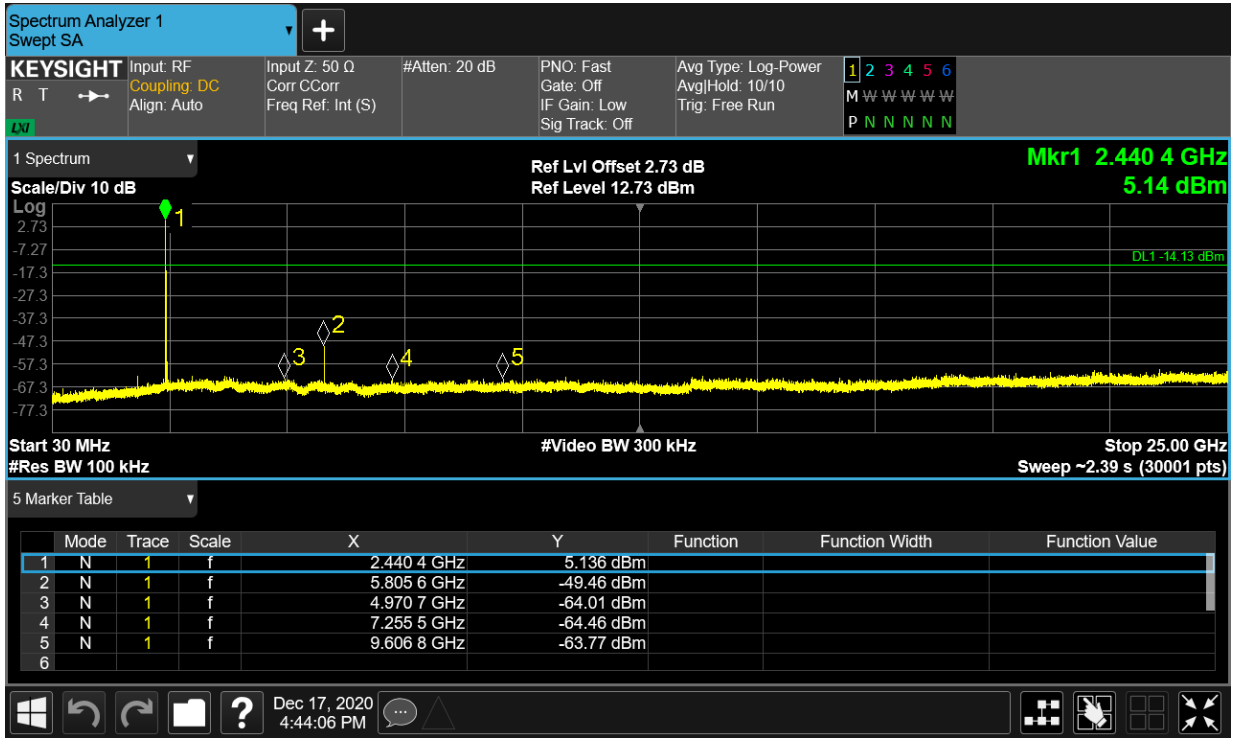 Spectrum Analyzer 1
Swept SA
+
KEYSIGHT
R T
LXI
Input: RF
Coupling: DC
Align: Auto
Input Z: 50 Ω
Corr CCorr
Freq Ref: Int (S)
#Atten: 20 dB
PNO: Fast
Gate: Off
IF Gain: Low
Sig Track: Off
Avg Type: Log-Power
Avg|Hold: 10/10
Trig: Free Run
1 2 3 4 5 6
M W W W W W
P N N N N N
1 Spectrum
Scale/Div 10 dB
Ref Lvl Offset 2.73 dB
Ref Level 12.73 dBm
Mkr1 2.440 4 GHz
5.14 dBm
Log
2.73
-7.27
-17.3
-27.3
-37.3
-47.3
-57.3
-67.3
-77.3
1
DL1 -14.13 dBm
2
3
4
5
Start 30 MHz
#Res BW 100 kHz
#Video BW 300 kHz
Stop 25.00 GHz
Sweep ~2.39 s (30001 pts)
5 Marker Table
Mode Trace Scale X Y Function Function Width Function Value
1 N 1 f 2.440 4 GHz 5.136 dBm
2 N 1 f 5.805 6 GHz -49.46 dBm
3 N 1 f 4.970 7 GHz -64.01 dBm
4 N 1 f 7.255 5 GHz -64.46 dBm
5 N 1 f 9.606 8 GHz -63.77 dBm
6
?
Dec 17, 2020
4:44:06 PM